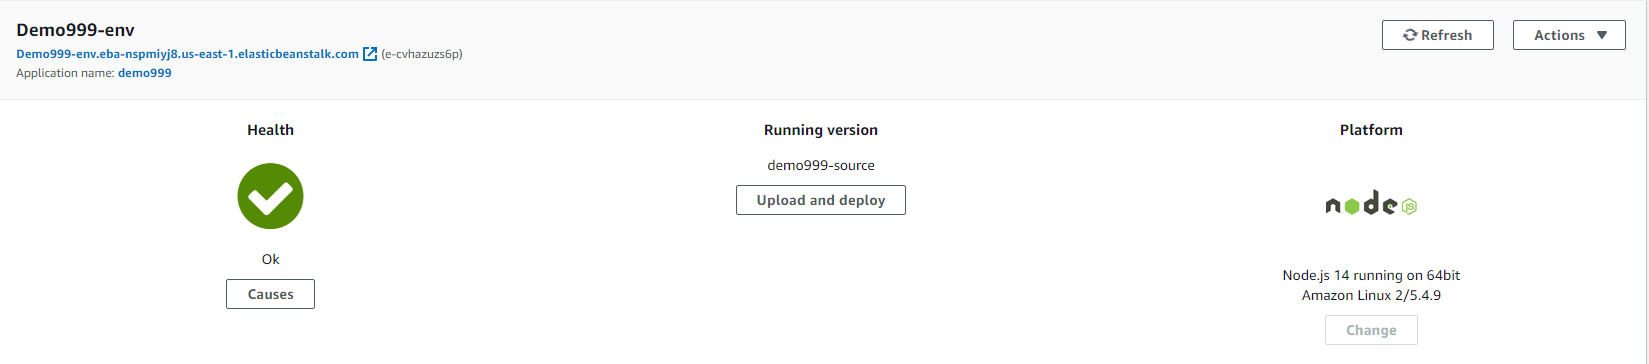 Demo999-env
Demo999-env.eba-nspmiyj8.us-east-1.elasticbeanstalk.com (e-cvhazuzs6p)
Application name: demo999
Refresh
Actions
Health
Ok
Causes
Running version
demo999-source
Upload and deploy
Platform
node JS
Node.js 14 running on 64bit
Amazon Linux 2/5.4.9
Change